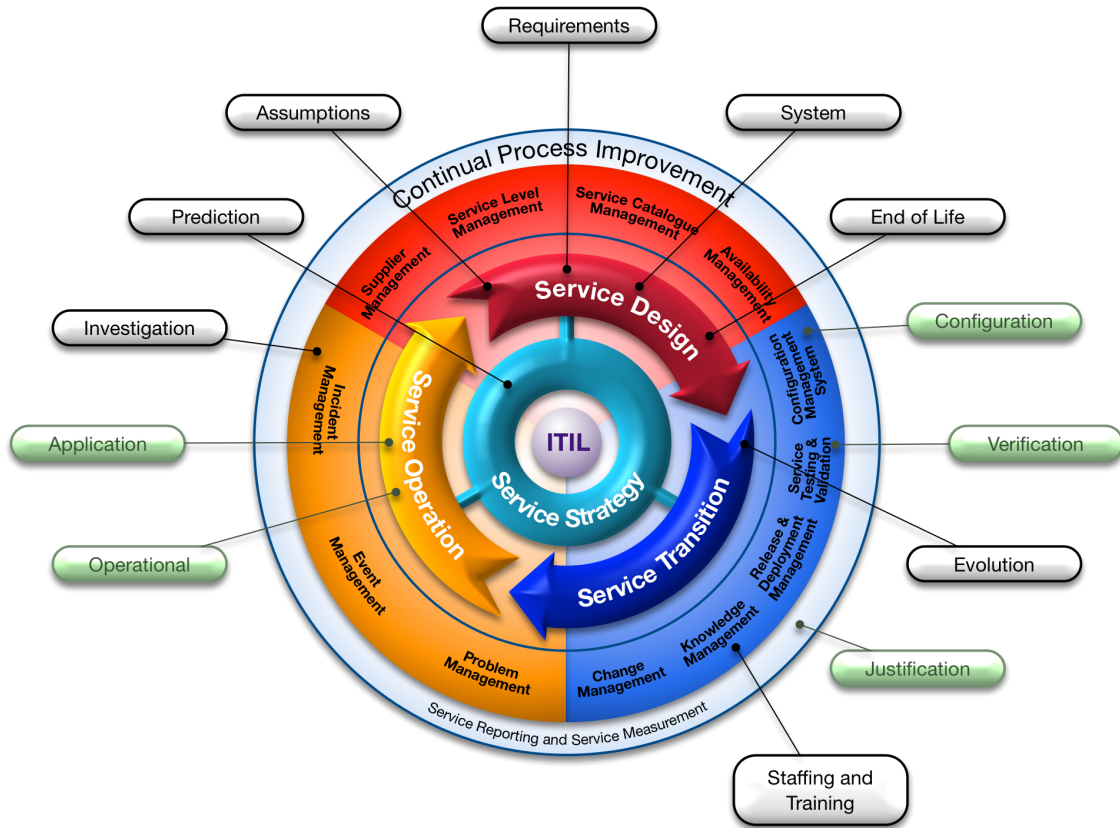 Requirements
Assumptions
System
Continual Process Improvement
Prediction
Service Level
Management
Service Catalogue
Management
End of Life
Supplier
Management
Availability
Management
Service Design
Investigation
Configuration
Configuration
Management
System
Incident
Management
Application
Service Operation
ITIL
Service Strategy
Service
Testing &
Validation
Verification
Operational
Event
Management
Service Transition
Release &
Deployment
Management
Evolution
Knowledge
Management
Problem
Management
Change
Management
Justification
Service Reporting and Service Measurement
Staffing and
Training